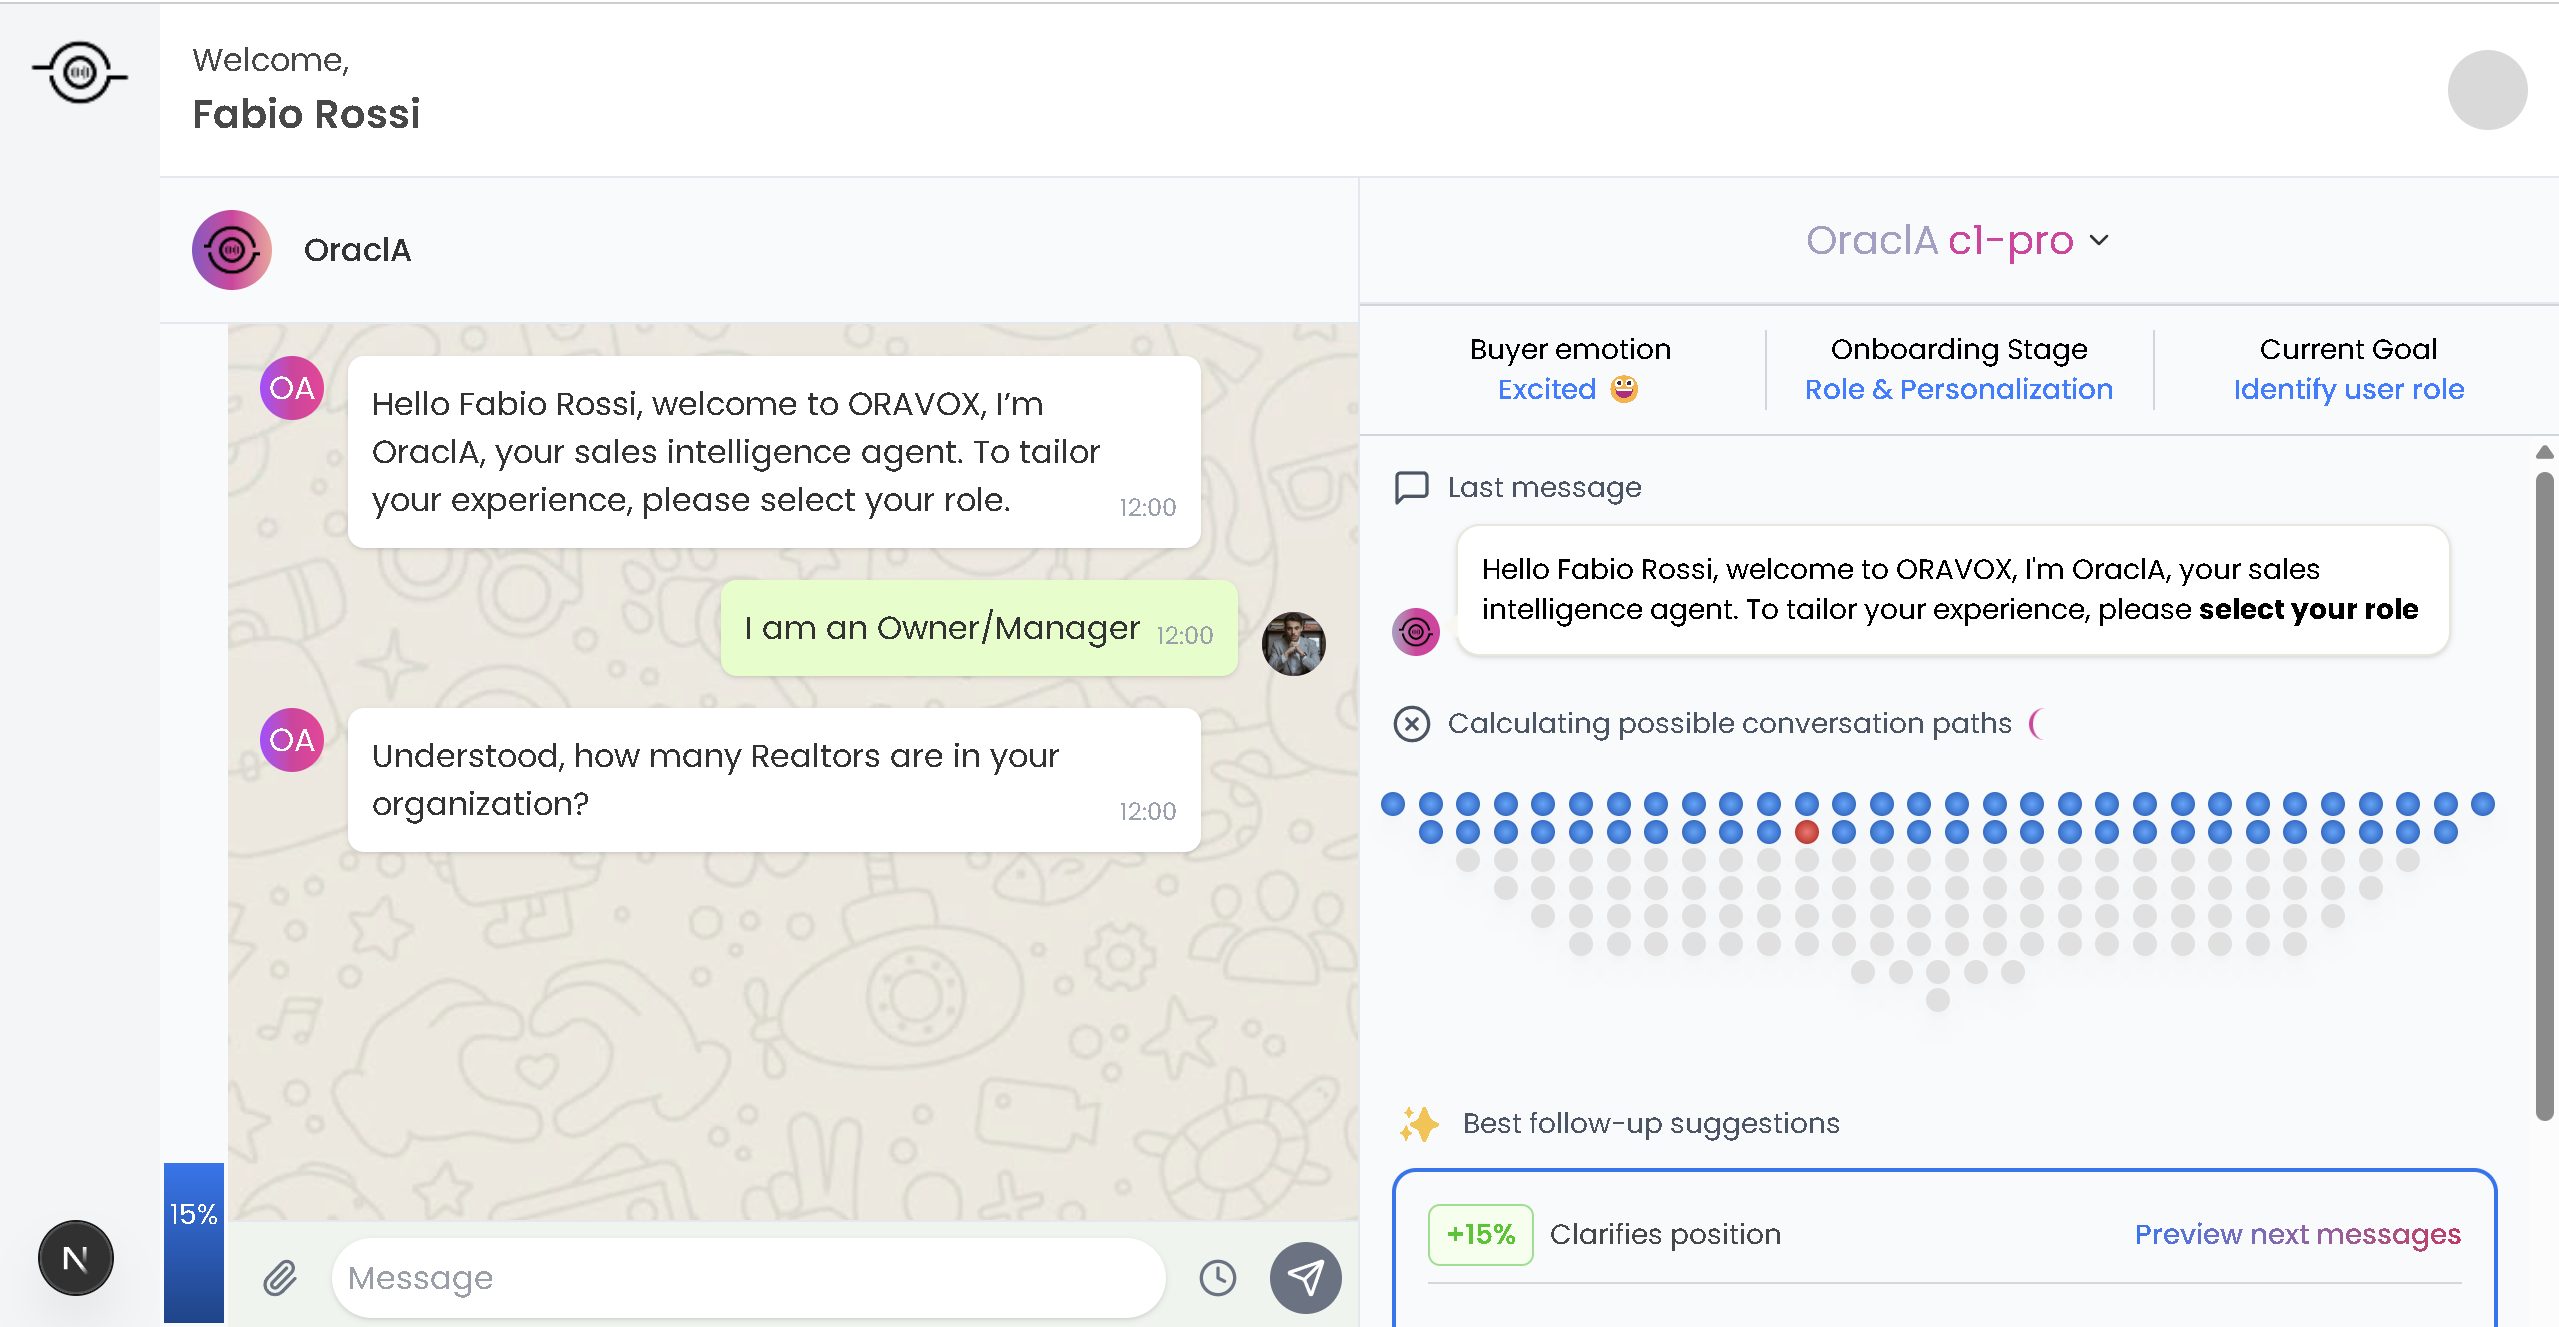 Welcome,
Fabio Rossi
OraclA
OA
Hello Fabio Rossi, welcome to ORAVOX, I’m
OraclA, your sales intelligence agent. To tailor
your experience, please select your role.
12:00
I am an Owner/Manager
12:00
OA
Understood, how many Realtors are in your
organization?
12:00
15%
Message
N
OraclA c1-pro
Buyer emotion
Excited
Onboarding Stage
Role & Personalization
Current Goal
Identify user role
Last message
Hello Fabio Rossi, welcome to ORAVOX, I'm OraclA, your sales
intelligence agent. To tailor your experience, please select your role
Calculating possible conversation paths
Best follow-up suggestions
+15%
Clarifies position
Preview next messages